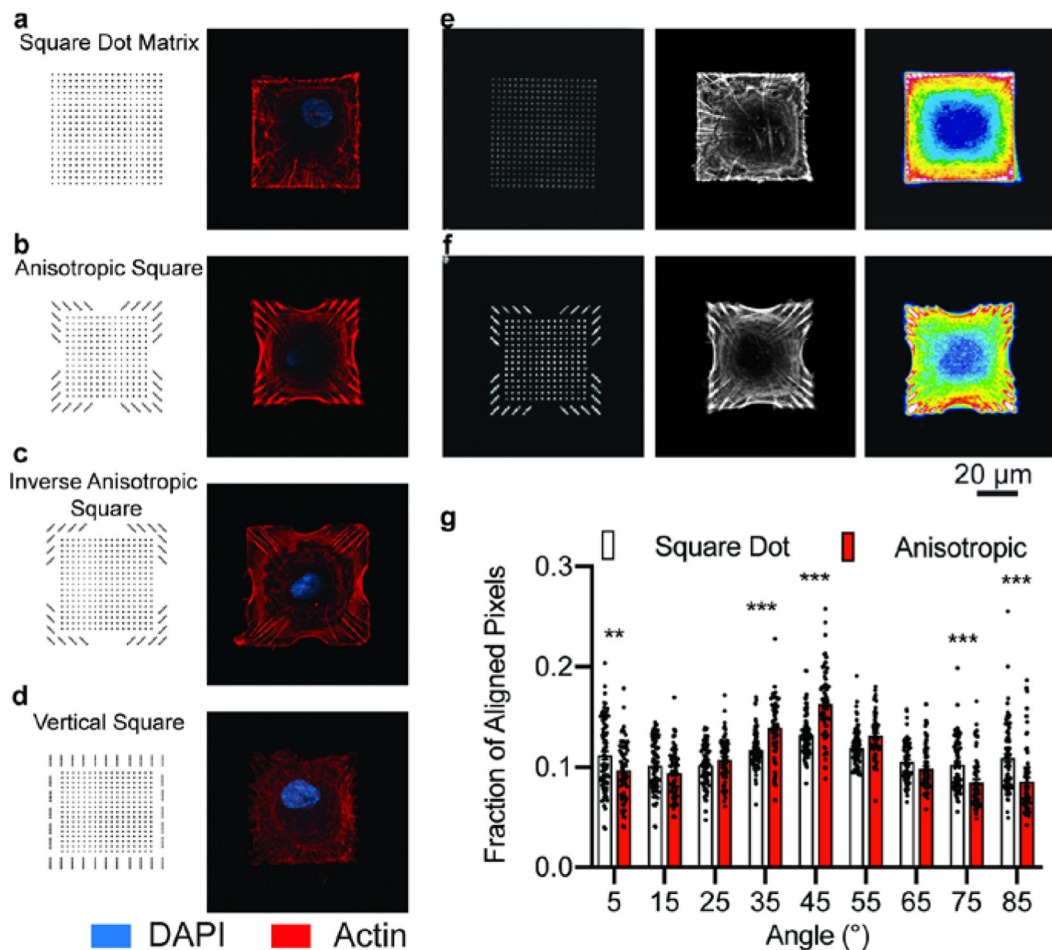 a
Square Dot Matrix
b
Anisotropic Square
c
Inverse Anisotropic
Square
d
Vertical Square
DAPI Actin
e
f
20 µm
g
Square Dot Anisotropic
Fraction of Aligned Pixels
0.3
0.2
0.1
0.0
** *** *** *** ***
5 15 25 35 45 55 65 75 85
Angle (°)